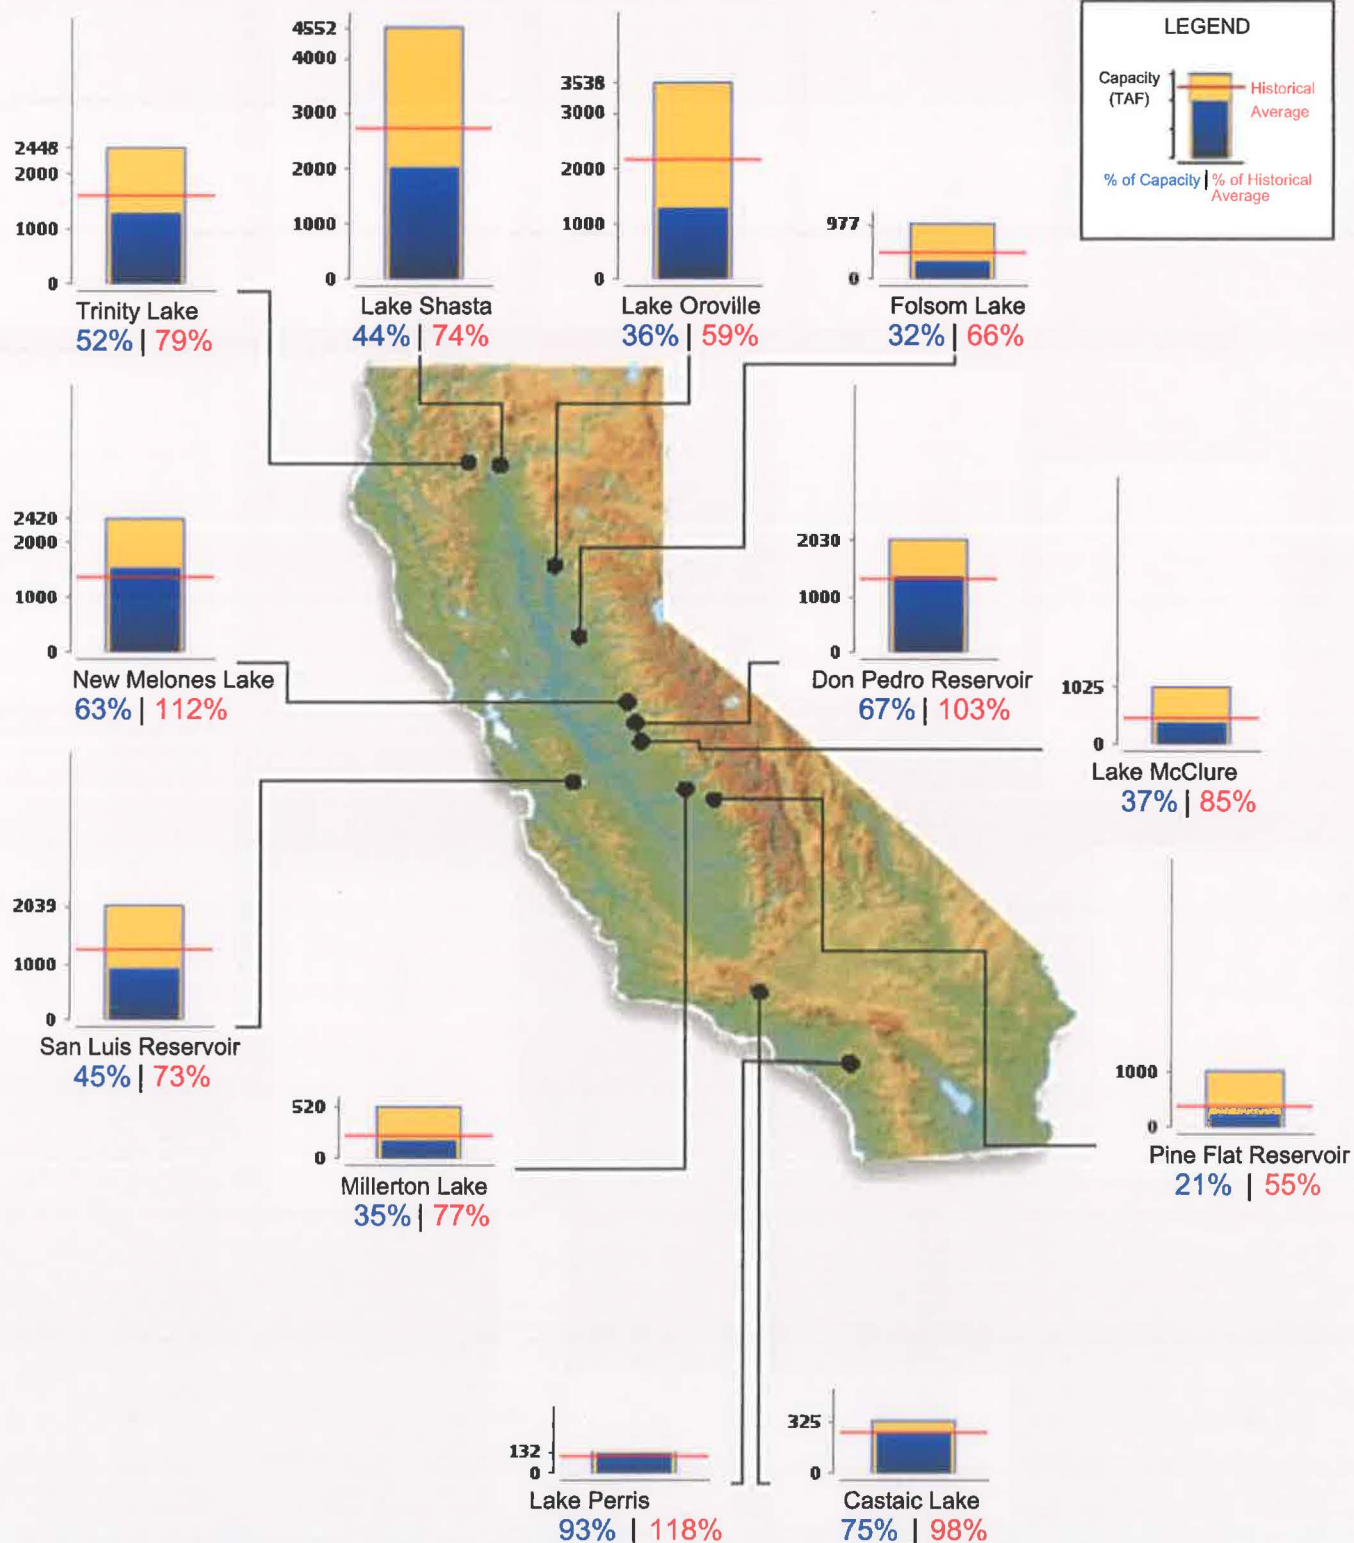 LEGEND
Capacity
(TAF)
Historical
Average
% of Capacity | % of Historical
Average
2448
2000
1000
0
Trinity Lake
52% | 79%
4552
4000
3000
2000
1000
0
Lake Shasta
44% | 74%
3538
3000
2000
1000
0
Lake Oroville
36% | 59%
977
0
Folsom Lake
32% | 66%
2420
2000
1000
0
New Melones Lake
63% | 112%
2030
1000
0
Don Pedro Reservoir
67% | 103%
1025
0
Lake McClure
37% | 85%
2039
1000
0
San Luis Reservoir
45% | 73%
520
0
Millerton Lake
35% | 77%
1000
0
Pine Flat Reservoir
21% | 55%
132
0
Lake Perris
93% | 118%
325
0
Castaic Lake
75% | 98%